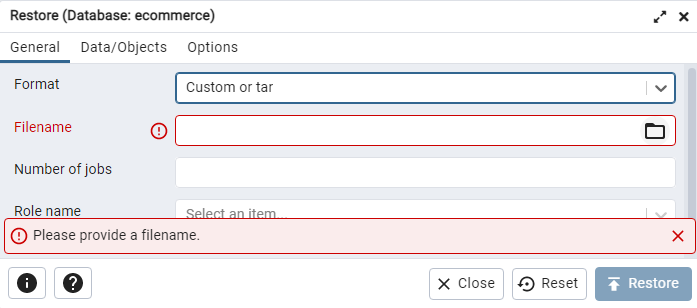 Restore (Database: ecommerce)
General Data/Objects Options
Format Custom or tar
Filename
Number of jobs
Role name Select an item...
Please provide a filename.
Close Reset Restore